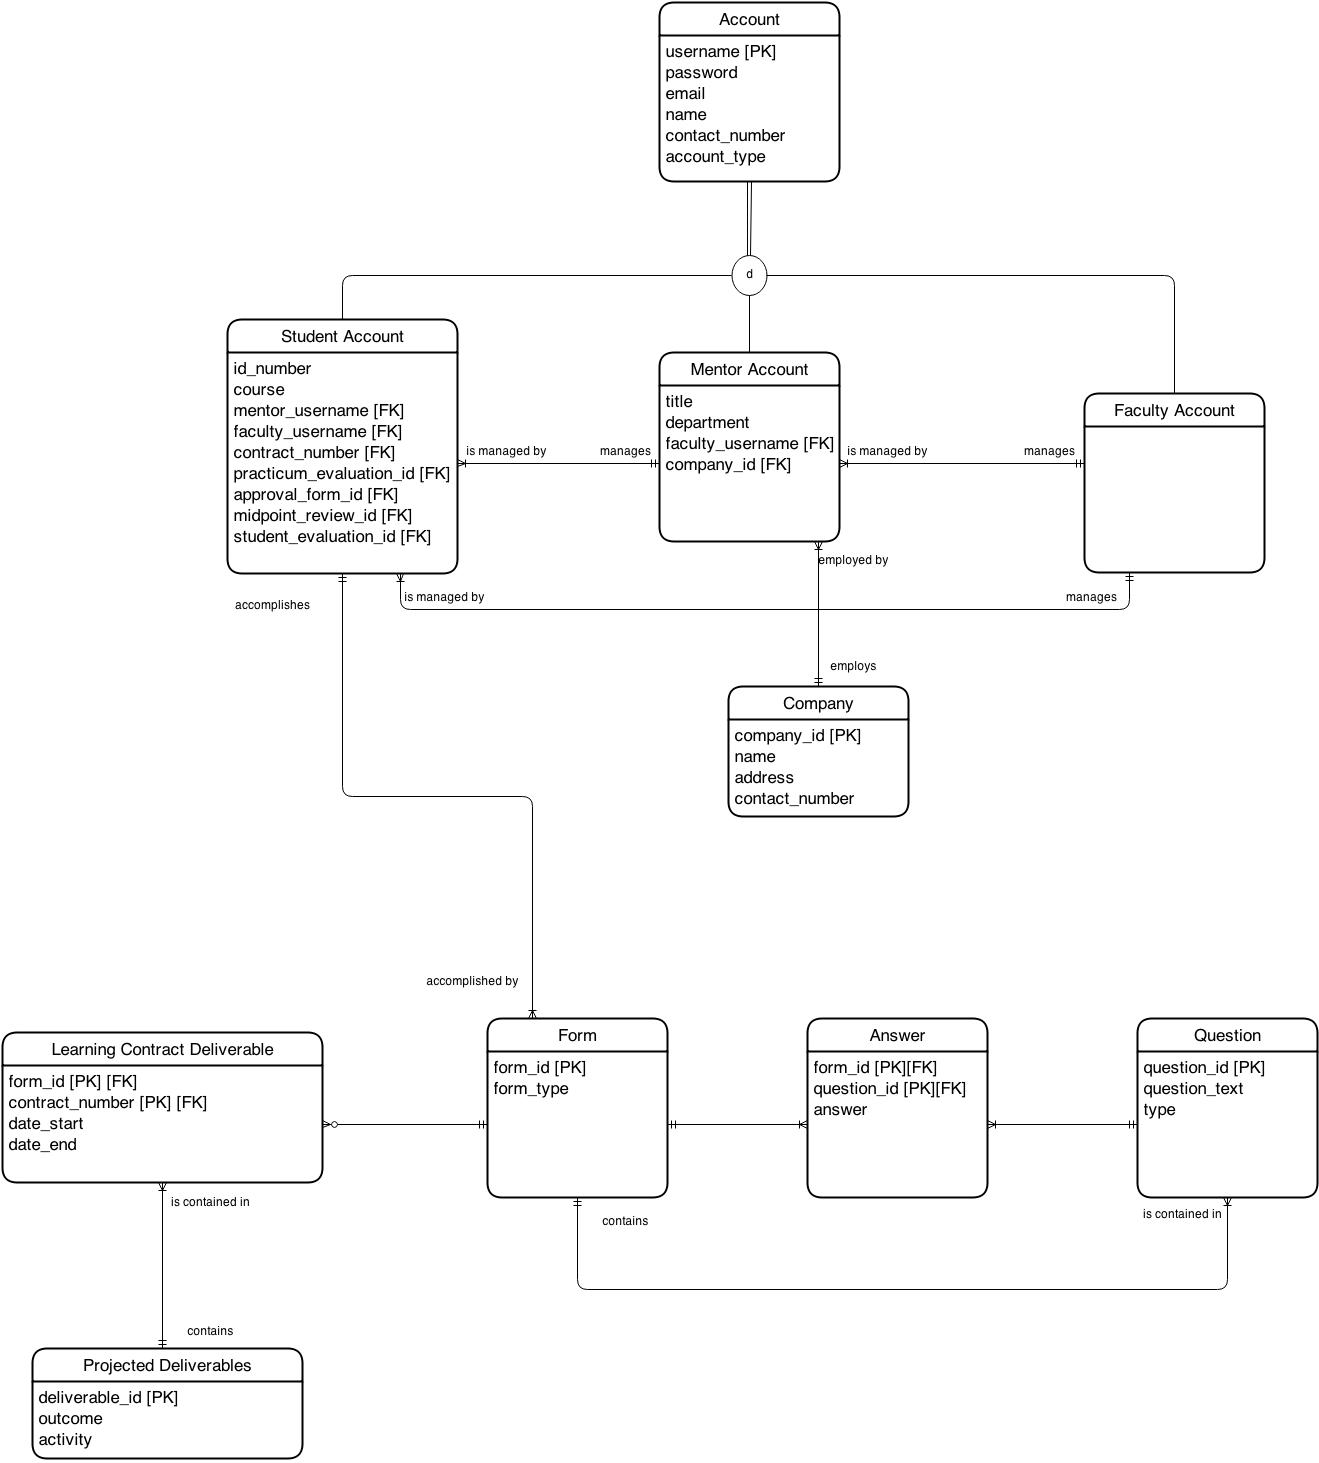 Account
username [PK]
password
email
name
contact_number
account_type
d
Student Account
id_number
course
mentor_username [FK]
faculty_username [FK]
contract_number [FK]
practicum_evaluation_id [FK]
approval_form_id [FK]
midpoint_review_id [FK]
student_evaluation_id [FK]
is managed by
manages
Mentor Account
title
department
faculty_username [FK]
company_id [FK]
is managed by
manages
Faculty Account
employed by
accomplishes
is managed by
manages
employs
Company
company_id [PK]
name
address
contact_number
accomplished by
Learning Contract Deliverable
form_id [PK] [FK]
contract_number [PK] [FK]
date_start
date_end
Form
form_id [PK]
form_type
Answer
form_id [PK][FK]
question_id [PK][FK]
answer
Question
question_id [PK]
question_text
type
is contained in
contains
is contained in
contains
Projected Deliverables
deliverable_id [PK]
outcome
activity